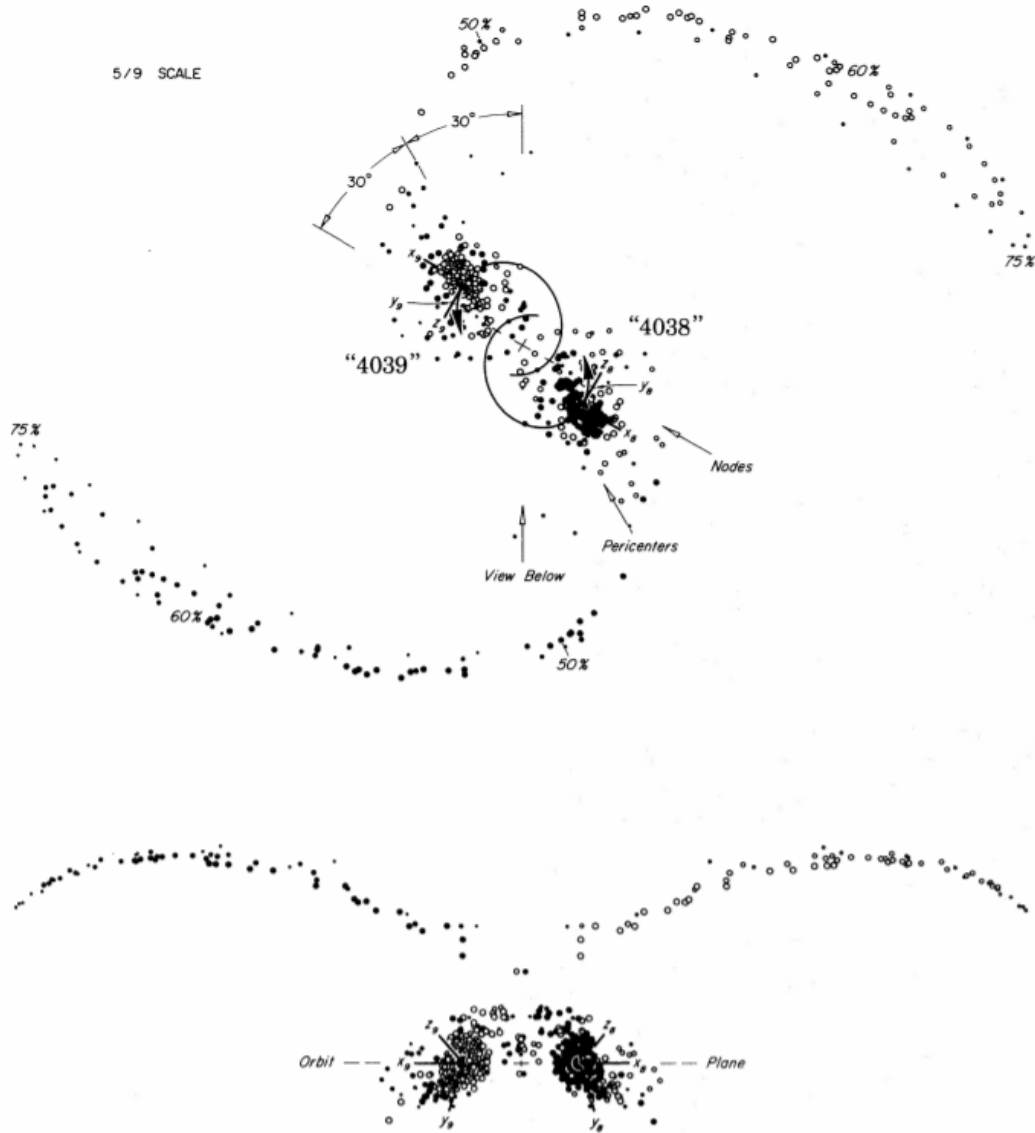 50%
5/9 SCALE
60%
30°
30°
75%
x₉
y₉
z₉
"4038"
"4039"
z₈
y₈
x₈
75%
Nodes
Pericenters
View Below
60%
50%
z₉
z₈
Orbit
x₉
x₈
Plane
y₉
y₈